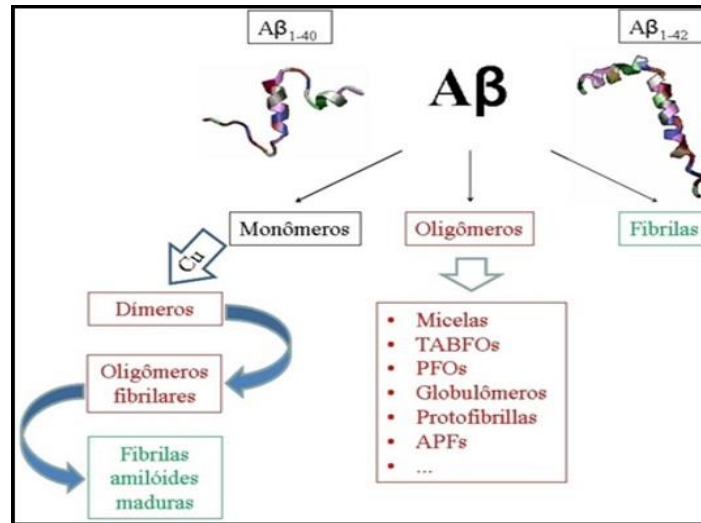 Aβ1-40
Aβ1-42
Aβ
Monômeros
Oligômeros
Fibrilas
Cu
Dímeros
Oligômeros
fibrilares
Fibrilas
amilóides
maduras
• Micelas
• TABFOs
• PFOs
• Globulômeros
• Protofibrillas
• APFs
• ...